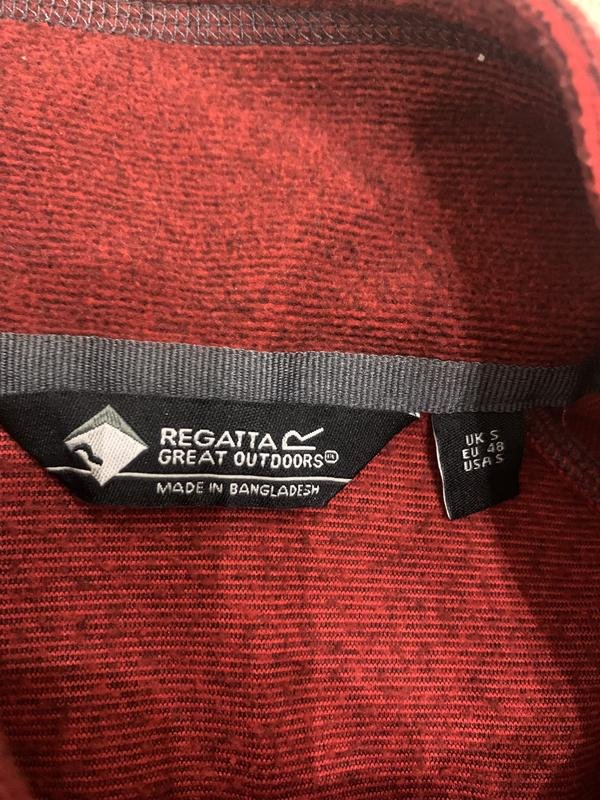 REGATTA
GREAT OUTDOORS
MADE IN BANGLADESH
UK S
EU 48
USA S